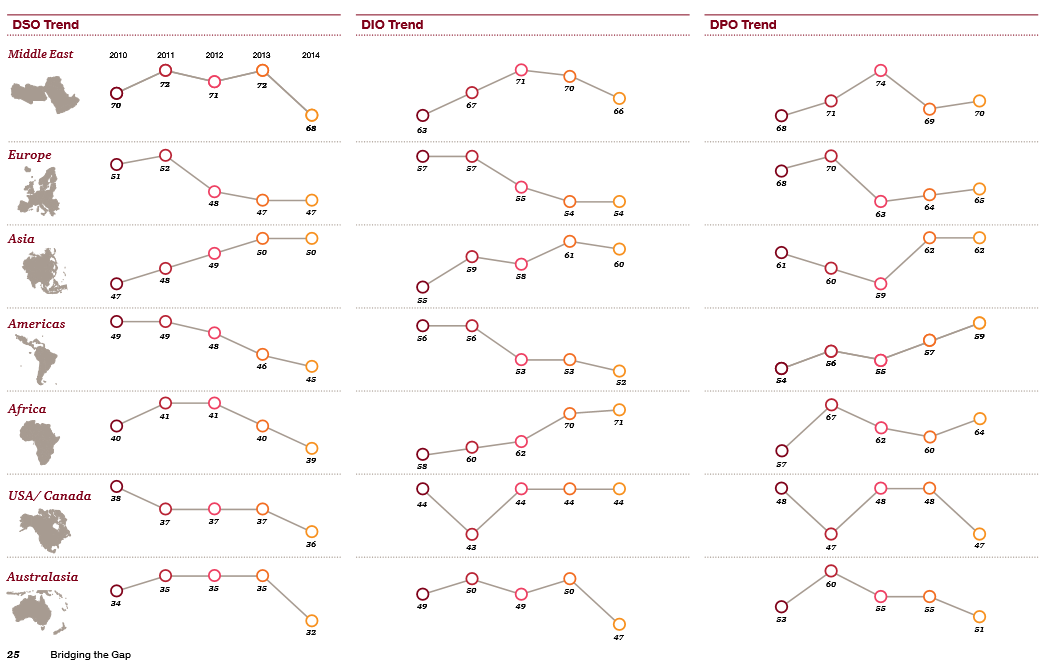 DSO Trend DIO Trend DPO Trend
Middle East 2010 2011 2012 2013 2014
70 72 71 72 68 63 67 71 70 66 68 71 74 69 70
Europe
51 52 48 47 47 57 57 55 54 54 68 70 63 64 65
Asia
47 48 49 50 50 55 59 58 61 60 61 60 59 62 62
Americas
49 49 48 46 45 56 56 53 53 52 54 56 55 57 59
Africa
40 41 41 40 39 58 60 62 70 71 57 67 62 60 64
USA/ Canada
38 37 37 37 36 44 43 44 44 44 48 47 48 48 47
Australasia
34 35 35 35 32 49 50 49 50 47 53 60 55 55 51
25 Bridging the Gap